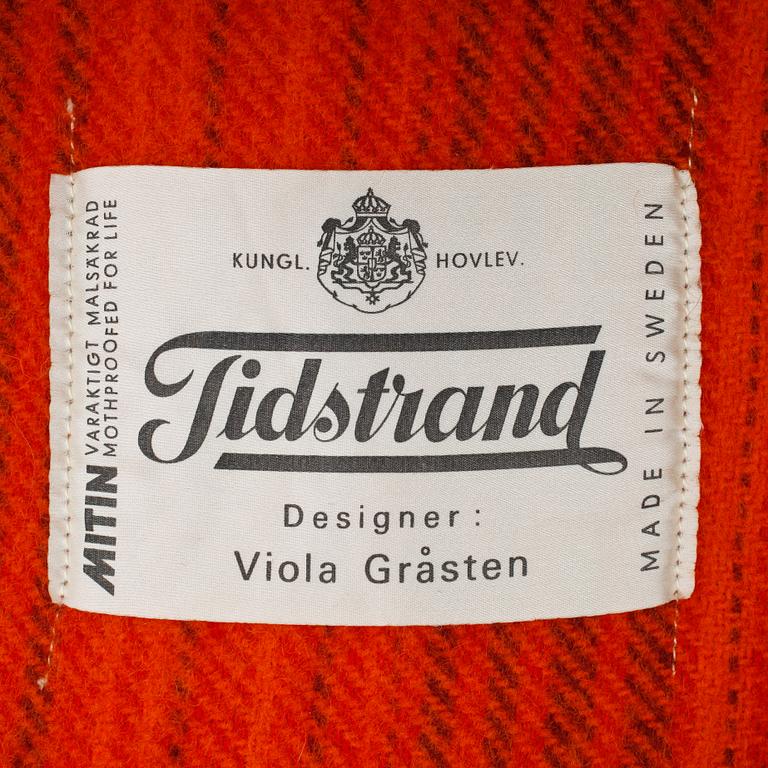 KUNGL. HOVLEV.
Tidstrand
Designer :
Viola Gråsten
MITIN VARAKTIGT MALSÄKRAD
MOTHPROOFED FOR LIFE
MADE IN SWEDEN